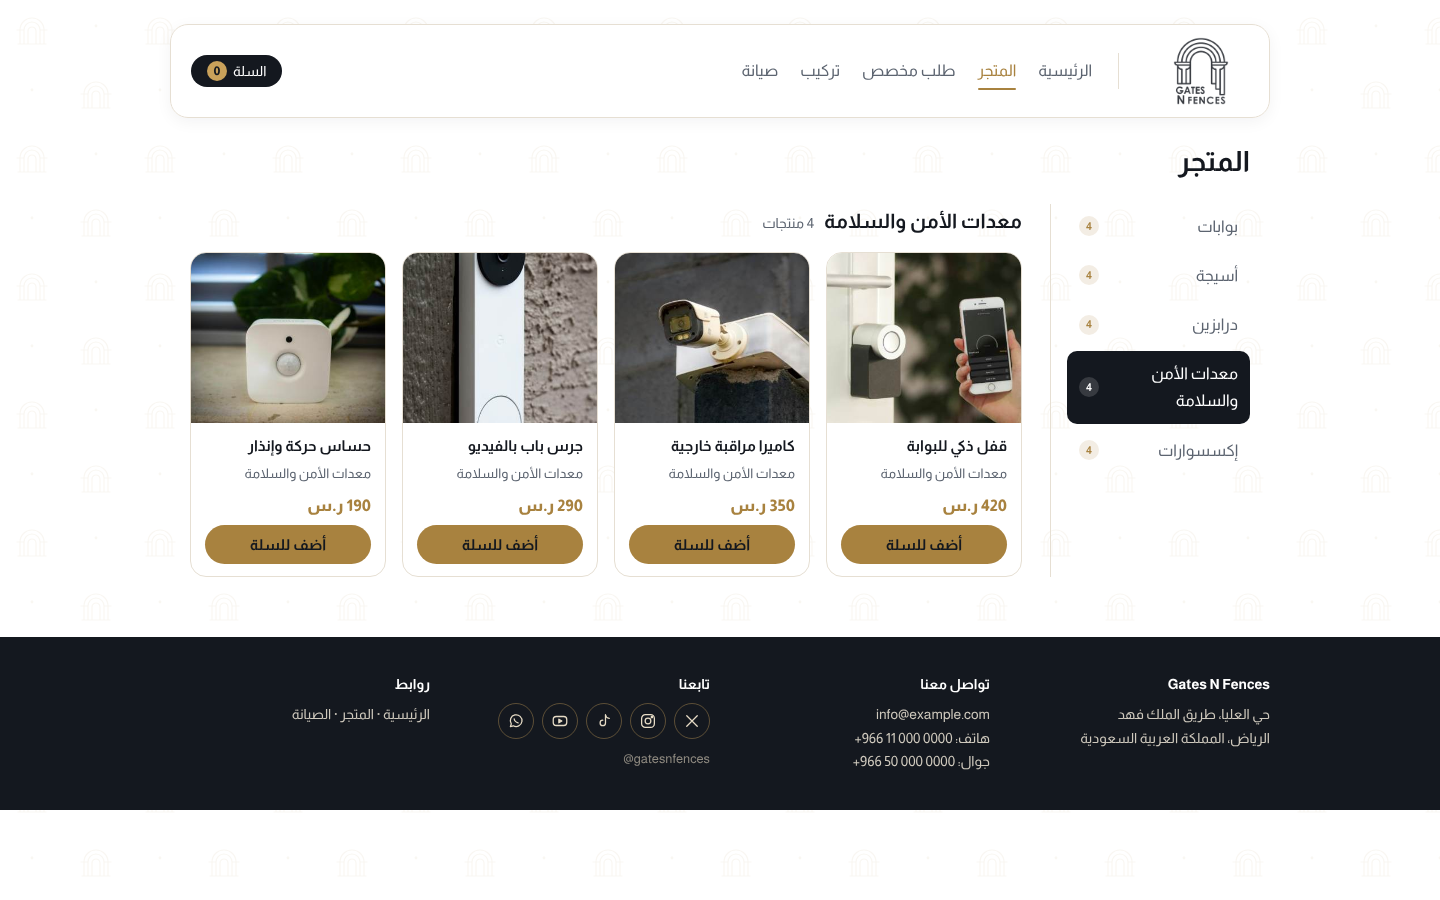 GATES
N FENCES
الرئيسية
المتجر
طلب مخصص
تركيب
صيانة
السلة 0
المتجر
بوابات 4
أسيجة 4
درابزين 4
معدات الأمن
والسلامة 4
إكسسوارات 4
معدات الأمن والسلامة 4 منتجات
قفل ذكي للبوابة
معدات الأمن والسلامة
420 ر.س
أضف للسلة
كاميرا مراقبة خارجية
معدات الأمن والسلامة
350 ر.س
أضف للسلة
جرس باب بالفيديو
معدات الأمن والسلامة
290 ر.س
أضف للسلة
حساس حركة وإنذار
معدات الأمن والسلامة
190 ر.س
أضف للسلة
Gates N Fences
حي العليا، طريق الملك فهد
الرياض، المملكة العربية السعودية
تواصل معنا
info@example.com
هاتف: 0000 000 11 966+
جوال: 0000 000 50 966+
تابعنا
@gatesnfences
روابط
الرئيسية · المتجر · الصيانة